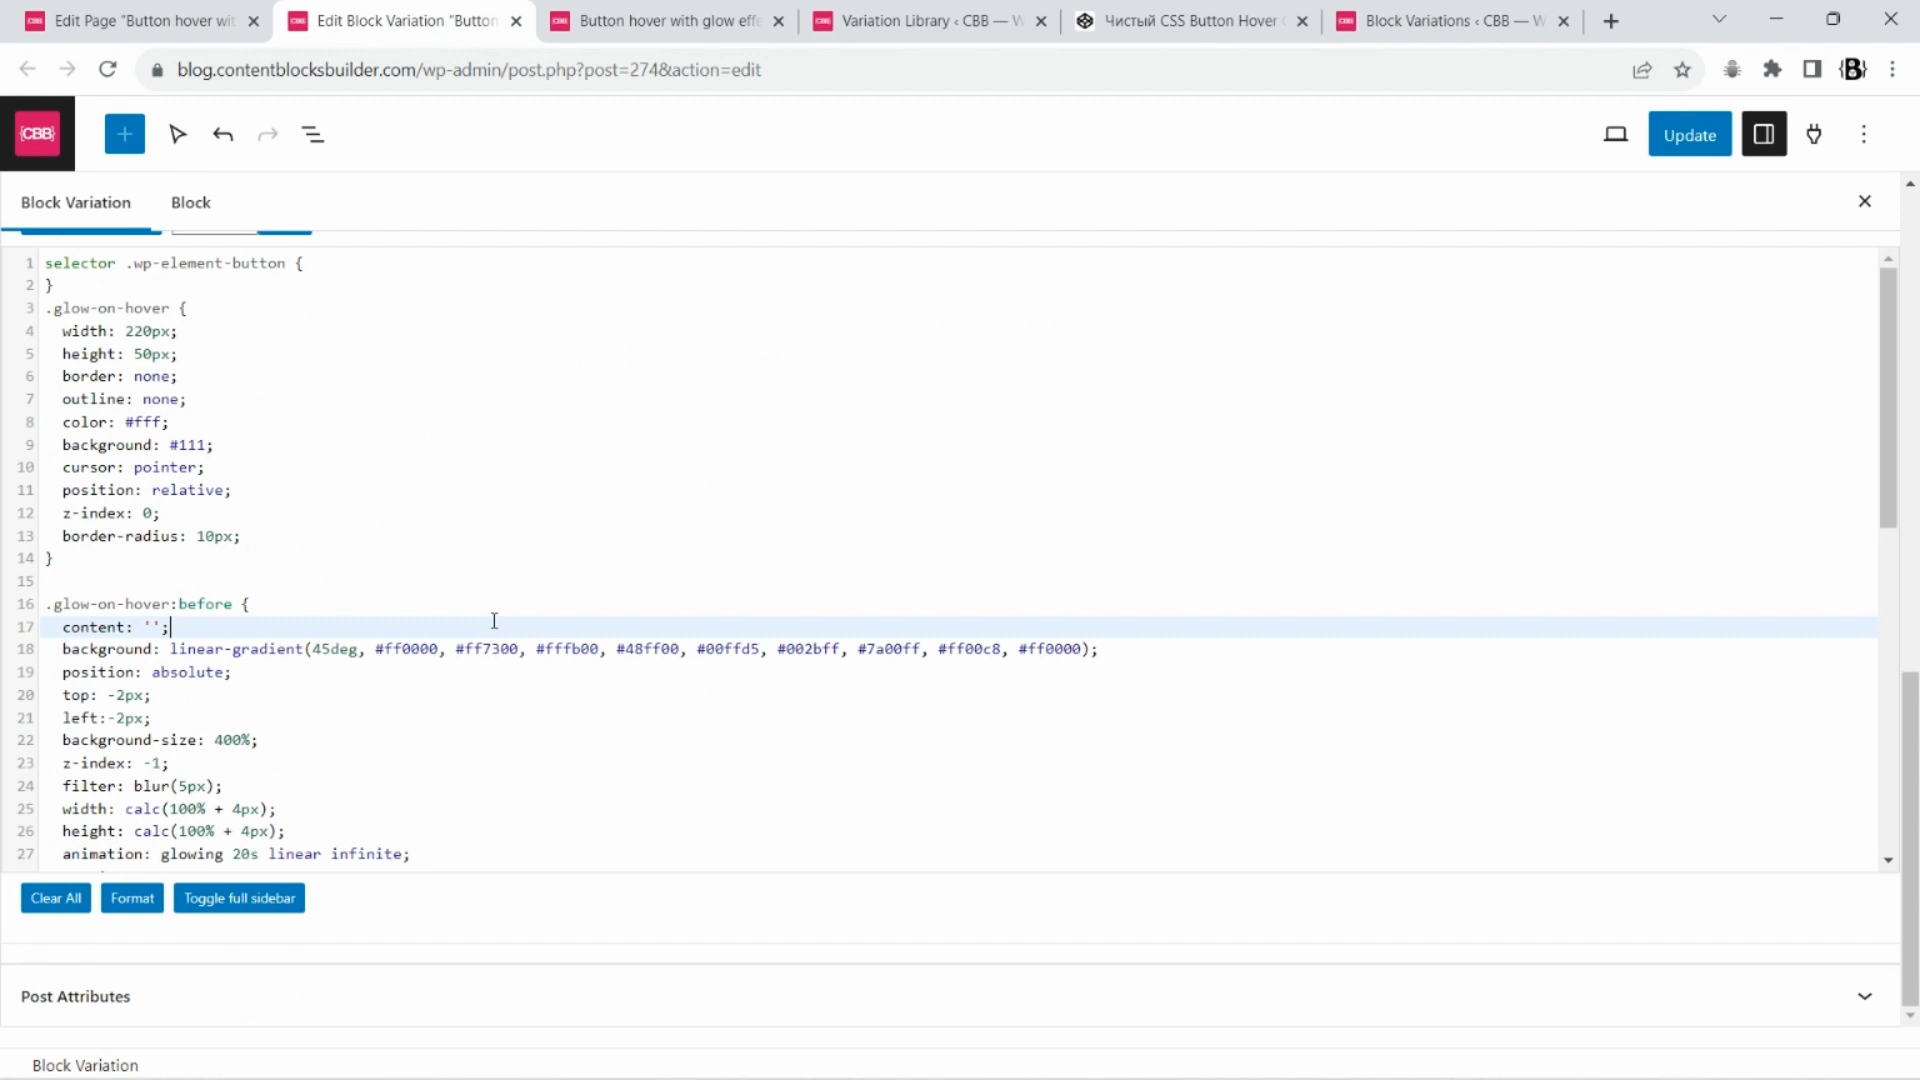 Edit Page "Button hover wit
Edit Block Variation "Button
Button hover with glow effe
Variation Library ‹ CBB — W
Чистый CSS Button Hover
Block Variations ‹ CBB — W
blog.contentblocksbuilder.com/wp-admin/post.php?post=274&action=edit
{B}
{CBB}
Update
Block Variation
Block
1 selector .wp-element-button {
2 }
3 .glow-on-hover {
4 width: 220px;
5 height: 50px;
6 border: none;
7 outline: none;
8 color: #fff;
9 background: #111;
10 cursor: pointer;
11 position: relative;
12 z-index: 0;
13 border-radius: 10px;
14 }
15
16 .glow-on-hover:before {
17 content: '';
18 background: linear-gradient(45deg, #ff0000, #ff7300, #fffb00, #48ff00, #00ffd5, #002bff, #7a00ff, #ff00c8, #ff0000);
19 position: absolute;
20 top: -2px;
21 left:-2px;
22 background-size: 400%;
23 z-index: -1;
24 filter: blur(5px);
25 width: calc(100% + 4px);
26 height: calc(100% + 4px);
27 animation: glowing 20s linear infinite;
Clear All
Format
Toggle full sidebar
Post Attributes
Block Variation